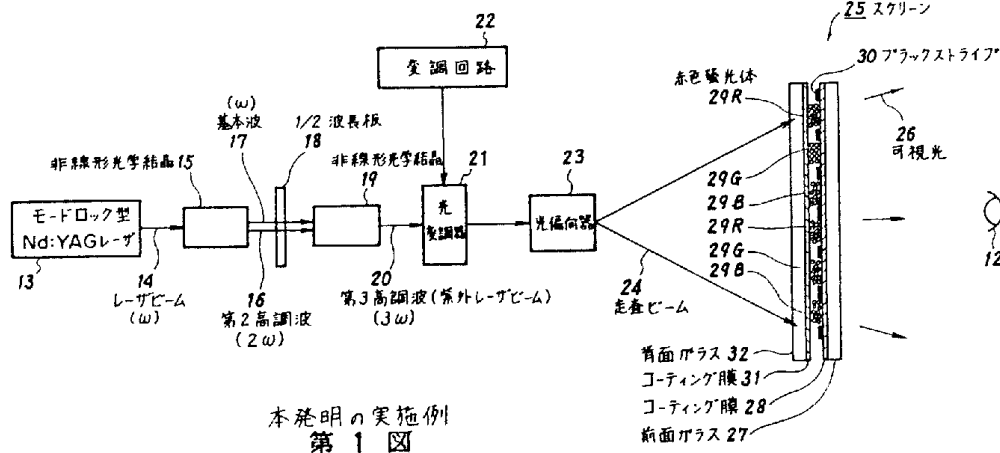 25 スクリーン
22
変調回路
30 ブラックストライプ
赤色螢光体
29R
26
可視光
(ω)
基本波
17
1/2 波長板
18
非線形光学結晶 15
非線形光学結晶
19
21
光変調器
23
光偏向器
29G
29B
29R
29G
29B
12
モードロック型
Nd:YAGレーザ
13
14
レーザビーム
(ω)
16
第2高調波
(2ω)
20
第3高調波(紫外レーザビーム)
(3ω)
24
走査ビーム
背面ガラス 32
コーティング膜 31
コーティング膜 28
前面ガラス 27
本発明の実施例
第 1 図